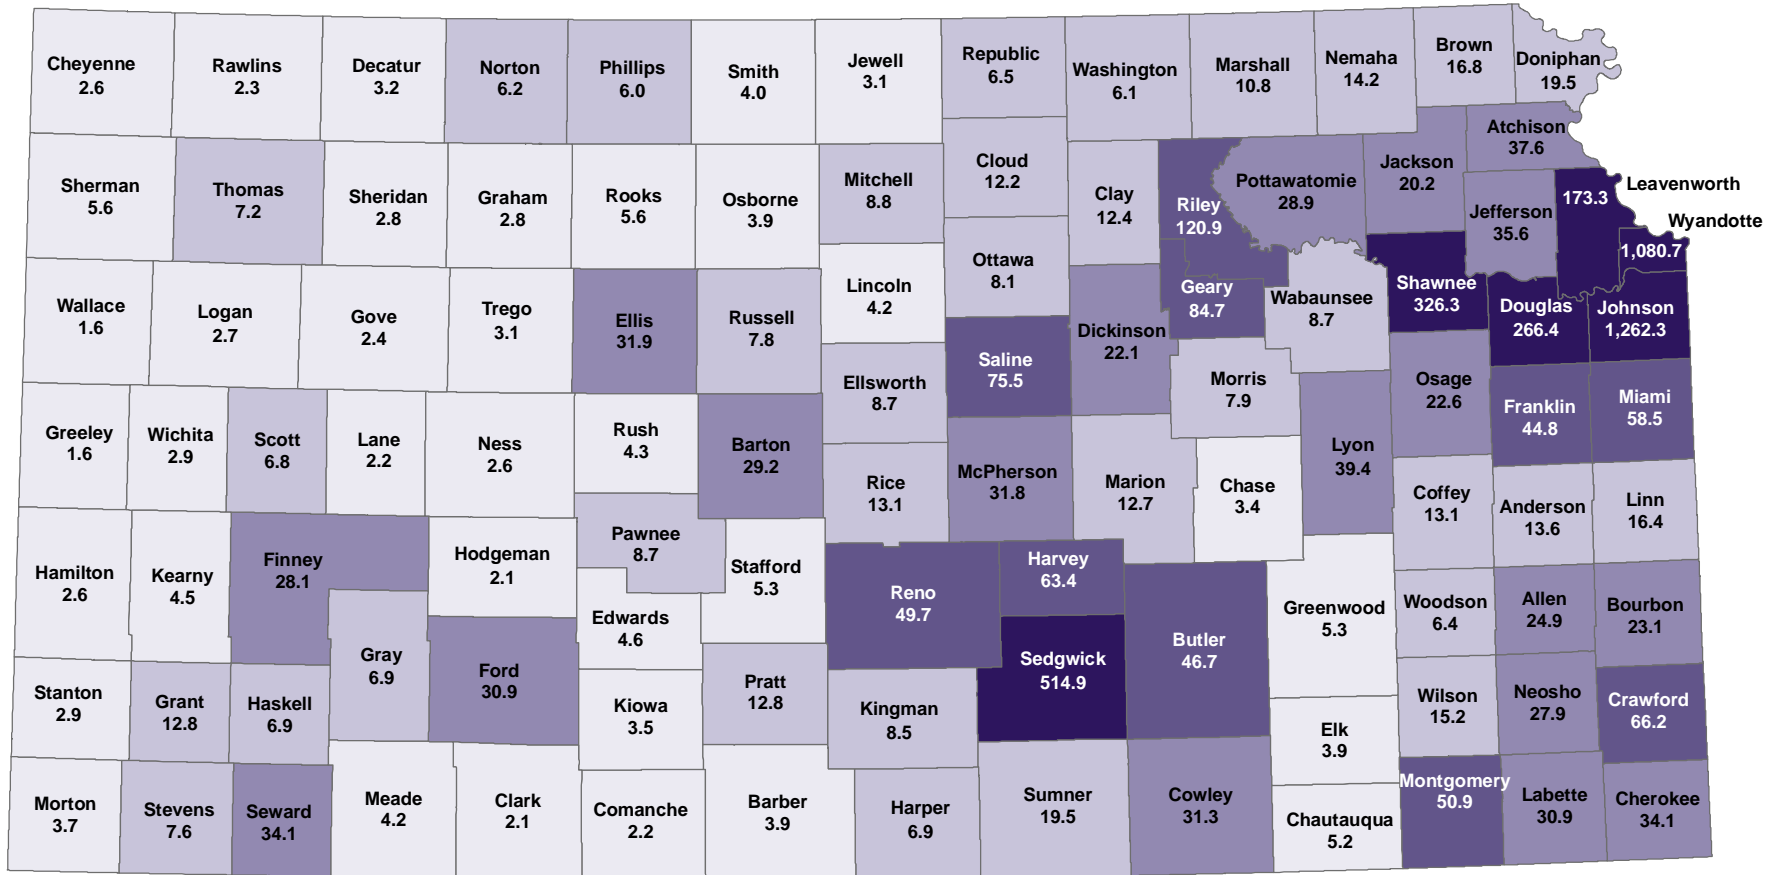 Cheyenne
2.6
Rawlins
2.3
Decatur
3.2
Norton
6.2
Phillips
6.0
Smith
4.0
Jewell
3.1
Republic
6.5
Washington
6.1
Marshall
10.8
Nemaha
14.2
Brown
16.8
Doniphan
19.5
Sherman
5.6
Thomas
7.2
Sheridan
2.8
Graham
2.8
Rooks
5.6
Osborne
3.9
Mitchell
8.8
Cloud
12.2
Clay
12.4
Riley
120.9
Pottawatomie
28.9
Jackson
20.2
Atchison
37.6
Jefferson
35.6
173.3
Leavenworth
Wyandotte
1,080.7
Wallace
1.6
Logan
2.7
Gove
2.4
Trego
3.1
Ellis
31.9
Russell
7.8
Lincoln
4.2
Ottawa
8.1
Saline
75.5
Dickinson
22.1
Geary
84.7
Wabaunsee
8.7
Shawnee
326.3
Douglas
266.4
Johnson
1,262.3
Greeley
1.6
Wichita
2.9
Scott
6.8
Lane
2.2
Ness
2.6
Rush
4.3
Barton
29.2
Ellsworth
8.7
Rice
13.1
McPherson
31.8
Marion
12.7
Morris
7.9
Chase
3.4
Lyon
39.4
Osage
22.6
Franklin
44.8
Miami
58.5
Coffey
13.1
Anderson
13.6
Linn
16.4
Hamilton
2.6
Kearny
4.5
Finney
28.1
Hodgeman
2.1
Pawnee
8.7
Stafford
5.3
Edwards
4.6
Gray
6.9
Ford
30.9
Reno
49.7
Harvey
63.4
Sedgwick
514.9
Butler
46.7
Greenwood
5.3
Woodson
6.4
Allen
24.9
Bourbon
23.1
Stanton
2.9
Grant
12.8
Haskell
6.9
Kiowa
3.5
Pratt
12.8
Kingman
8.5
Elk
3.9
Wilson
15.2
Neosho
27.9
Crawford
66.2
Morton
3.7
Stevens
7.6
Seward
34.1
Meade
4.2
Clark
2.1
Comanche
2.2
Barber
3.9
Harper
6.9
Sumner
19.5
Cowley
31.3
Chautauqua
5.2
Montgomery
50.9
Labette
30.9
Cherokee
34.1